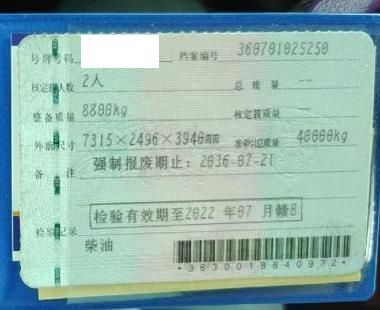 号牌号码 档案编号 360701025250
核定载人数 2人 总质量 --
整备质量 8800kg 核定载质量 --
外廓尺寸 7315×2496×3940mm 准牵引总质量 40000kg
备注 强制报废期止：2036-07-21
检验有效期至2022年07月赣B
检验记录
柴油
*3630018640972*